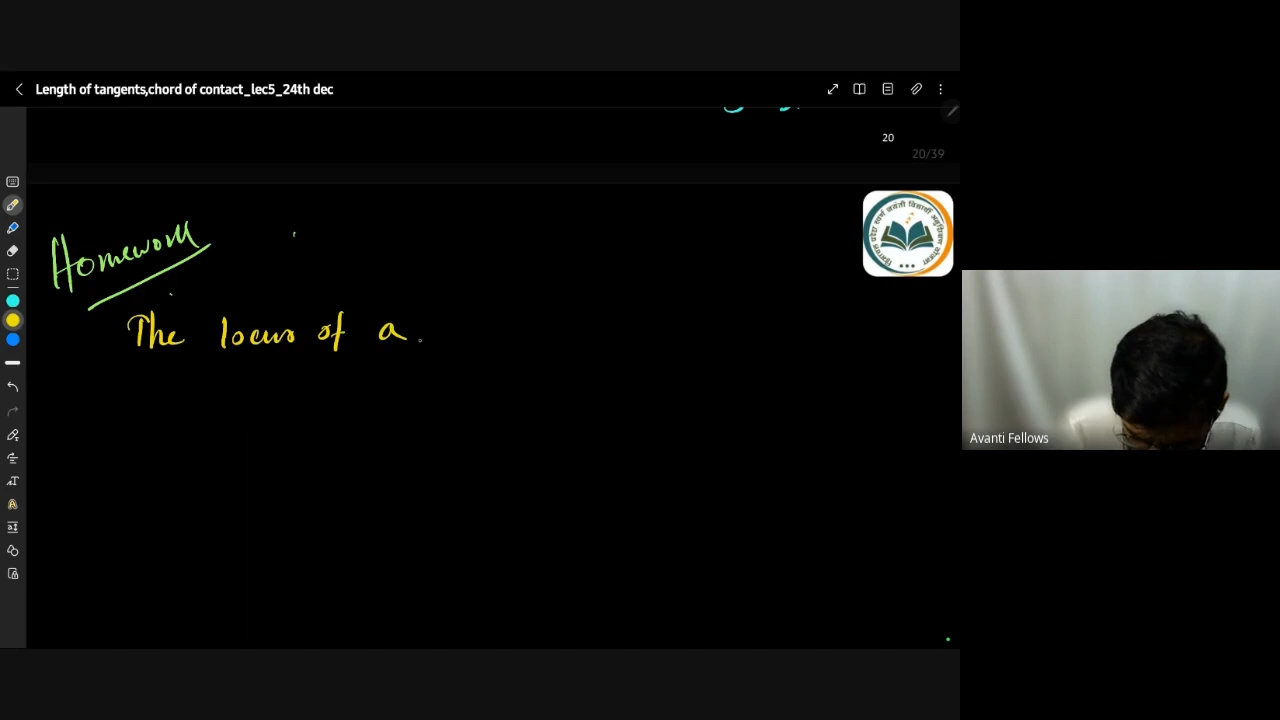 Length of tangents,chord of contact_lec5_24th dec
20
20/39
Homework
The locus of a
Avanti Fellows